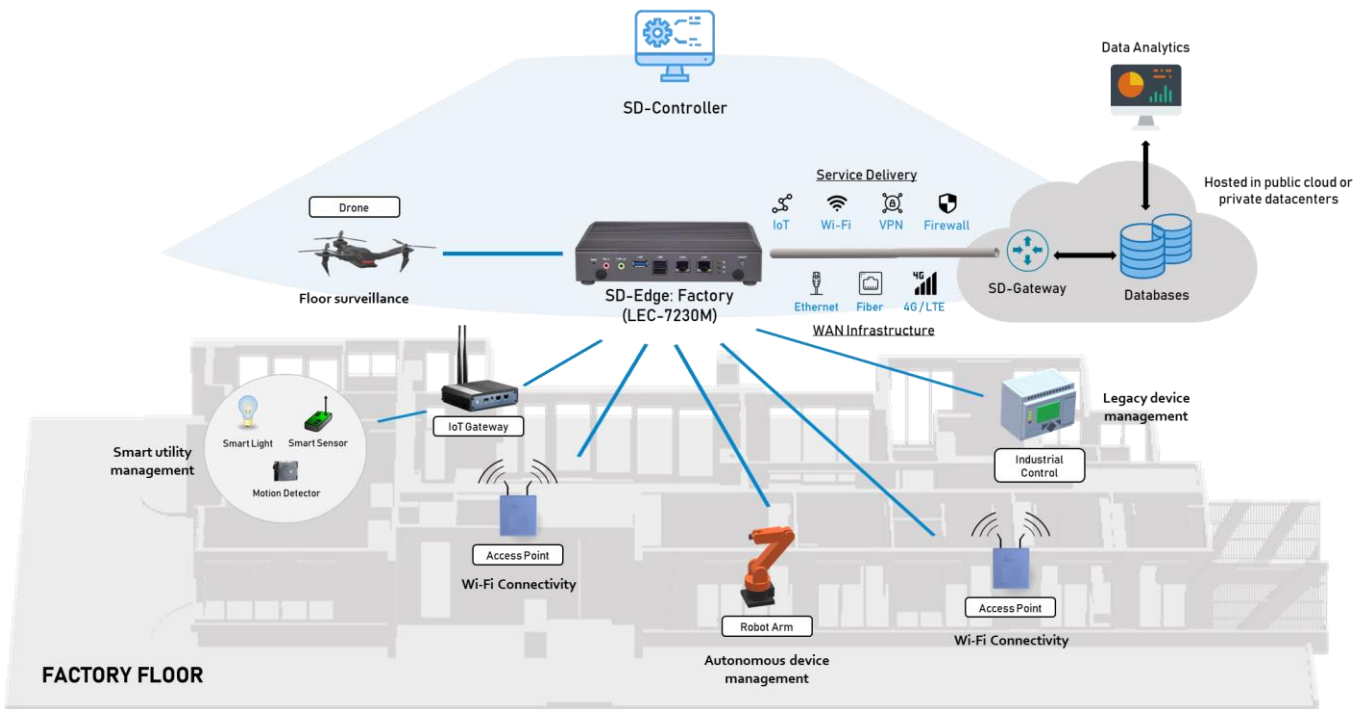 SD-Controller
Data Analytics
Hosted in public cloud or
private datacenters
Service Delivery
IoT
Wi-Fi
VPN
Firewall
Drone
Floor surveillance
SD-Edge: Factory
(LEC-7230M)
Ethernet
Fiber
4G
4G/LTE
WAN Infrastructure
SD-Gateway
Databases
Smart utility
management
Smart Light
Smart Sensor
Motion Detector
IoT Gateway
Legacy device
management
Industrial
Control
Access Point
Wi-Fi Connectivity
Robot Arm
Autonomous device
management
Access Point
Wi-Fi Connectivity
FACTORY FLOOR